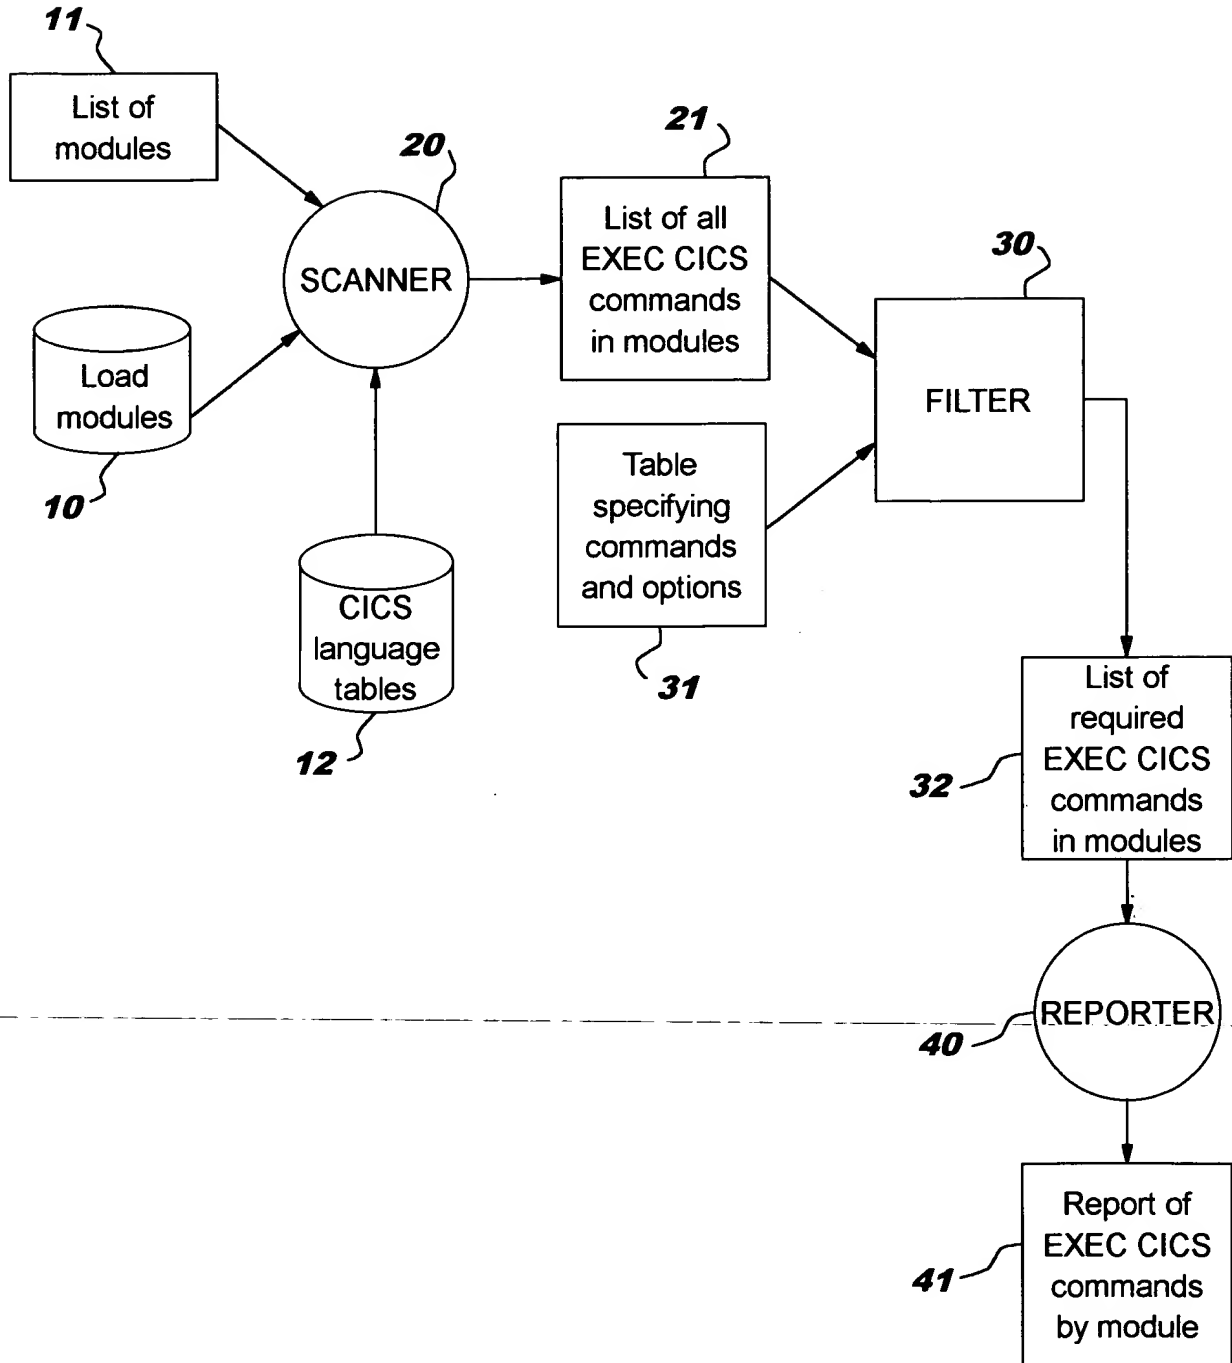 11
List of
modules
20
SCANNER
Load
modules
10
CICS
language
tables
12
21
List of all
EXEC CICS
commands
in modules
Table
specifying
commands
and options
31
30
FILTER
List of
required
EXEC CICS
commands
in modules
32
REPORTER
40
Report of
EXEC CICS
commands
by module
41